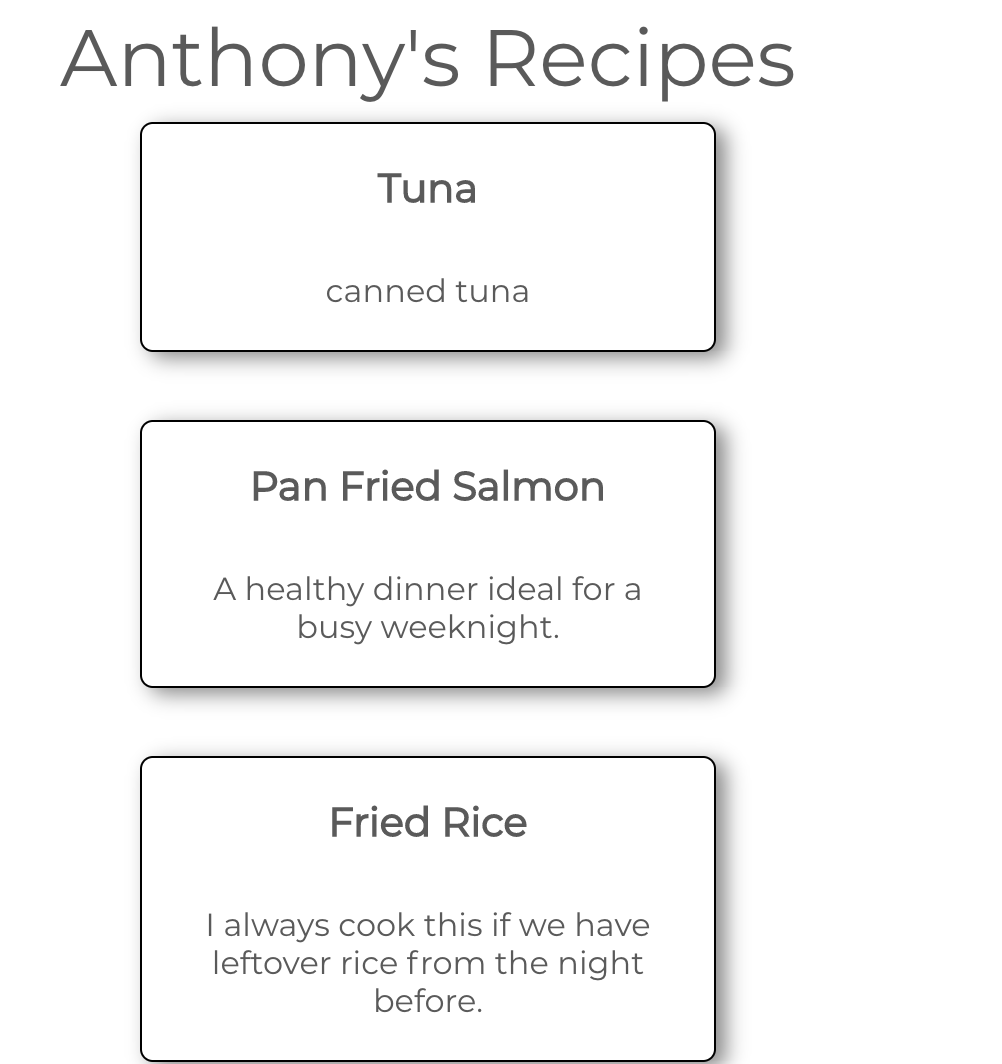 Anthony's Recipes
Tuna
canned tuna
Pan Fried Salmon
A healthy dinner ideal for a
busy weeknight.
Fried Rice
I always cook this if we have
leftover rice from the night
before.